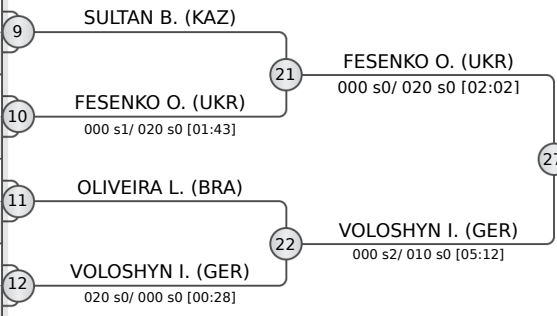 9
SULTAN B. (KAZ)
21
FESENKO O. (UKR)
000 s0/ 020 s0 [02:02]
10
FESENKO O. (UKR)
000 s1/ 020 s0 [01:43]
27
11
OLIVEIRA L. (BRA)
22
VOLOSHYN I. (GER)
000 s2/ 010 s0 [05:12]
12
VOLOSHYN I. (GER)
020 s0/ 000 s0 [00:28]